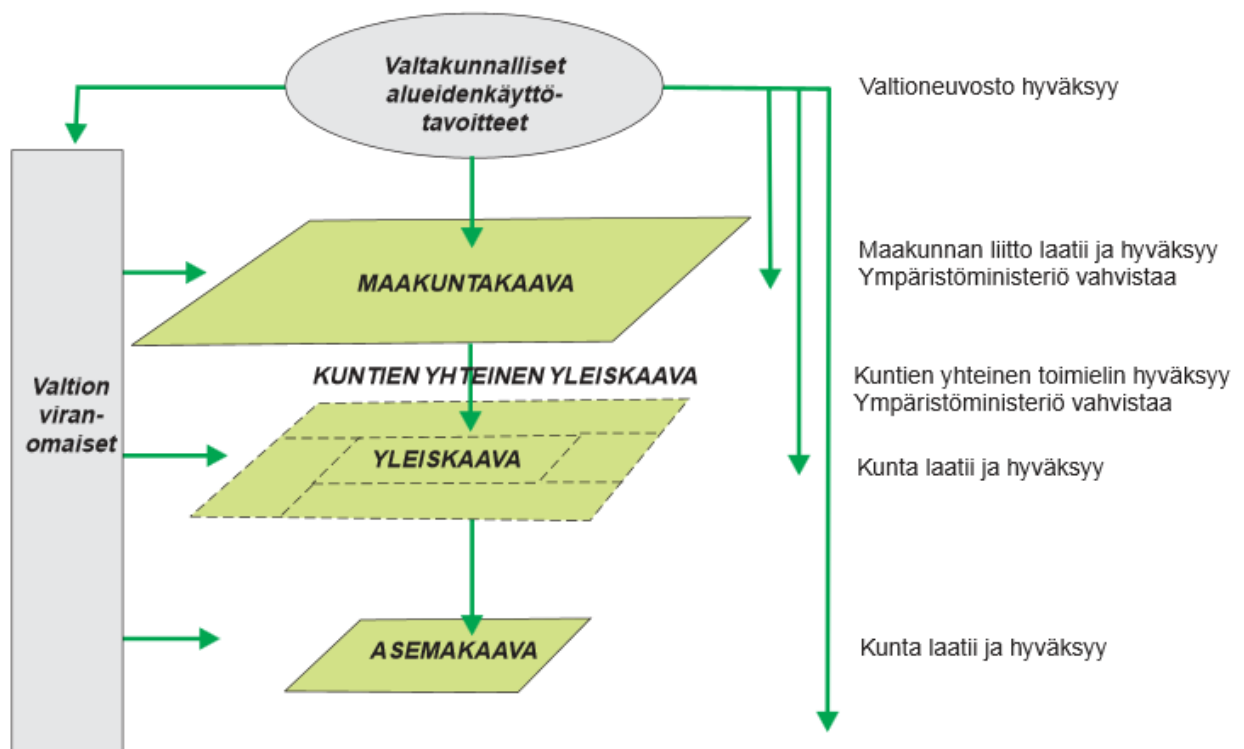 Valtakunnalliset
alueidenkäyttö-
tavoitteet
Valtioneuvosto hyväksyy
Maakunnan liitto laatii ja hyväksyy
Ympäristöministeriö vahvistaa
MAAKUNTAKAAVA
Valtion
viran-
omaiset
KUNTIEN YHTEINEN YLEISKAAVA
Kuntien yhteinen toimielin hyväksyy
Ympäristöministeriö vahvistaa
YLEISKAAVA
Kunta laatii ja hyväksyy
ASEMAKAAVA
Kunta laatii ja hyväksyy